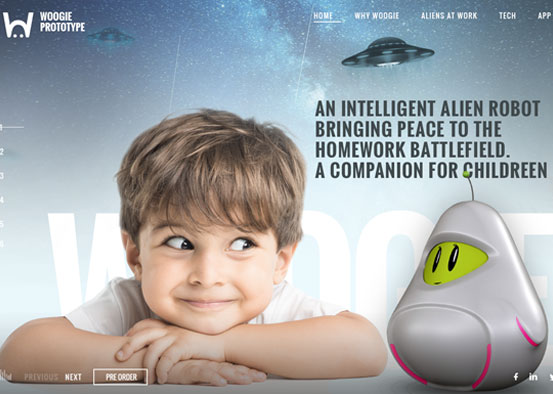 WOOGIE
PROTOTYPE
HOME
WHY WOOGIE
ALIENS AT WORK
TECH
APP
AN INTELLIGENT ALIEN ROBOT
BRINGING PEACE TO THE
HOMEWORK BATTLEFIELD.
A COMPANION FOR CHILDREEN
1
2
3
4
5
6
WOOGIE
PREVIOUS
NEXT
PRE ORDER